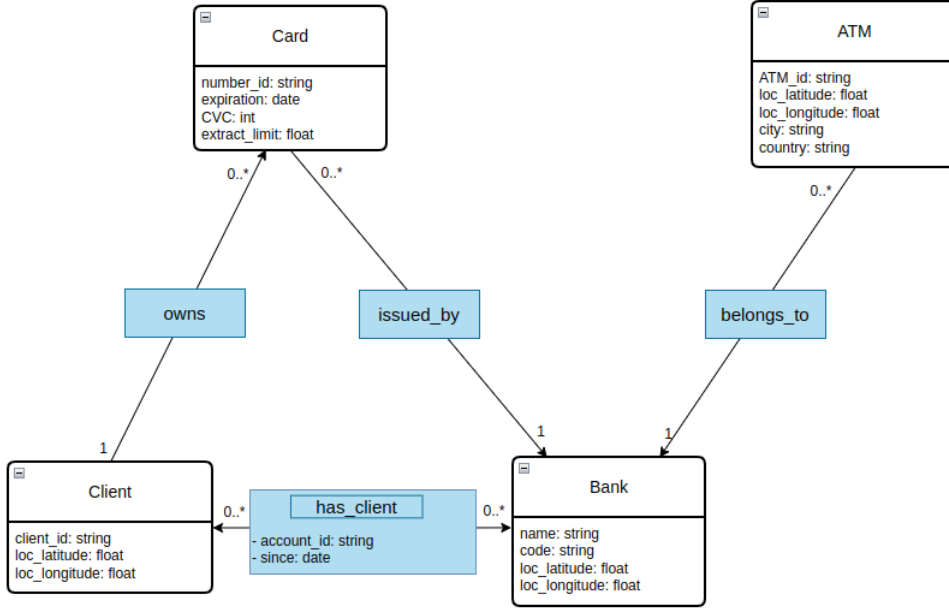 Card
number_id: string
expiration: date
CVC: int
extract_limit: float
ATM
ATM_id: string
loc_latitude: float
loc_longitude: float
city: string
country: string
0..*
0..*
0..*
owns
issued_by
belongs_to
1
1
1
Client
client_id: string
loc_latitude: float
loc_longitude: float
0..*
has_client
- account_id: string
- since: date
0..*
Bank
name: string
code: string
loc_latitude: float
loc_longitude: float